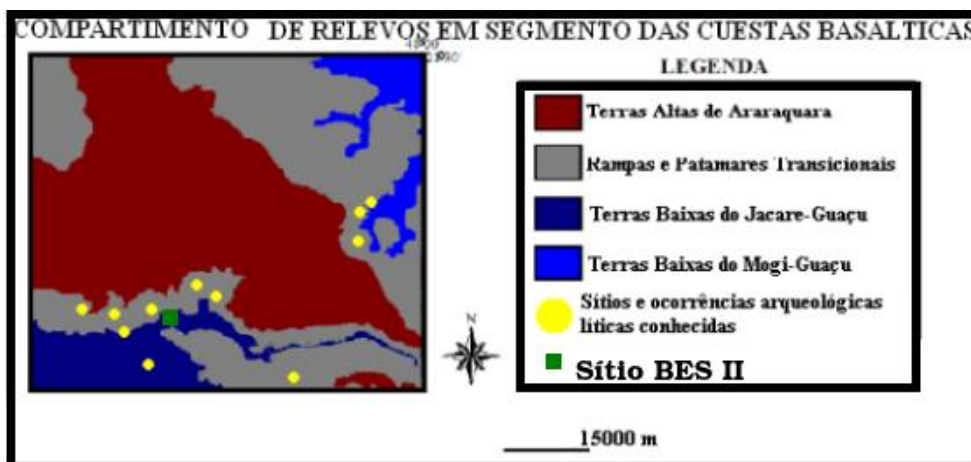 COMPARTIMENTO DE RELEVOS EM SEGMENTO DAS CUESTAS BASALTICAS
LEGENDA
Terras Altas de Araraquara
Rampas e Patamares Transicionais
Terras Baixas do Jacare-Guaçu
Terras Baixas do Mogi-Guaçu
Sítios e ocorrências arqueológicas
líticas conhecidas
Sítio BES II
N
15000 m